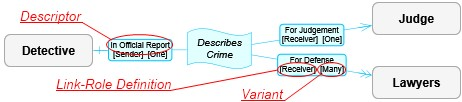 Descriptor
Detective
In Official Report
[Sender] [One]
Describes
Crime
For Judgement
[Receiver] [One]
Judge
For Defense
[Receiver] [Many]
Lawyers
Link-Role Definition
Variant